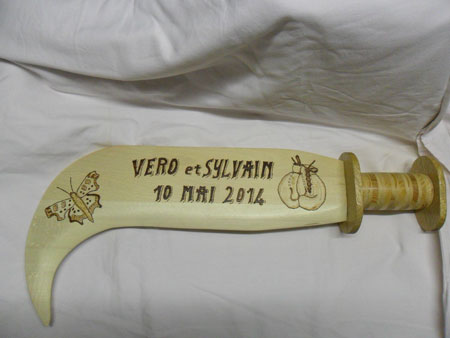 VERO et SYLVAIN
10 MAI 2014